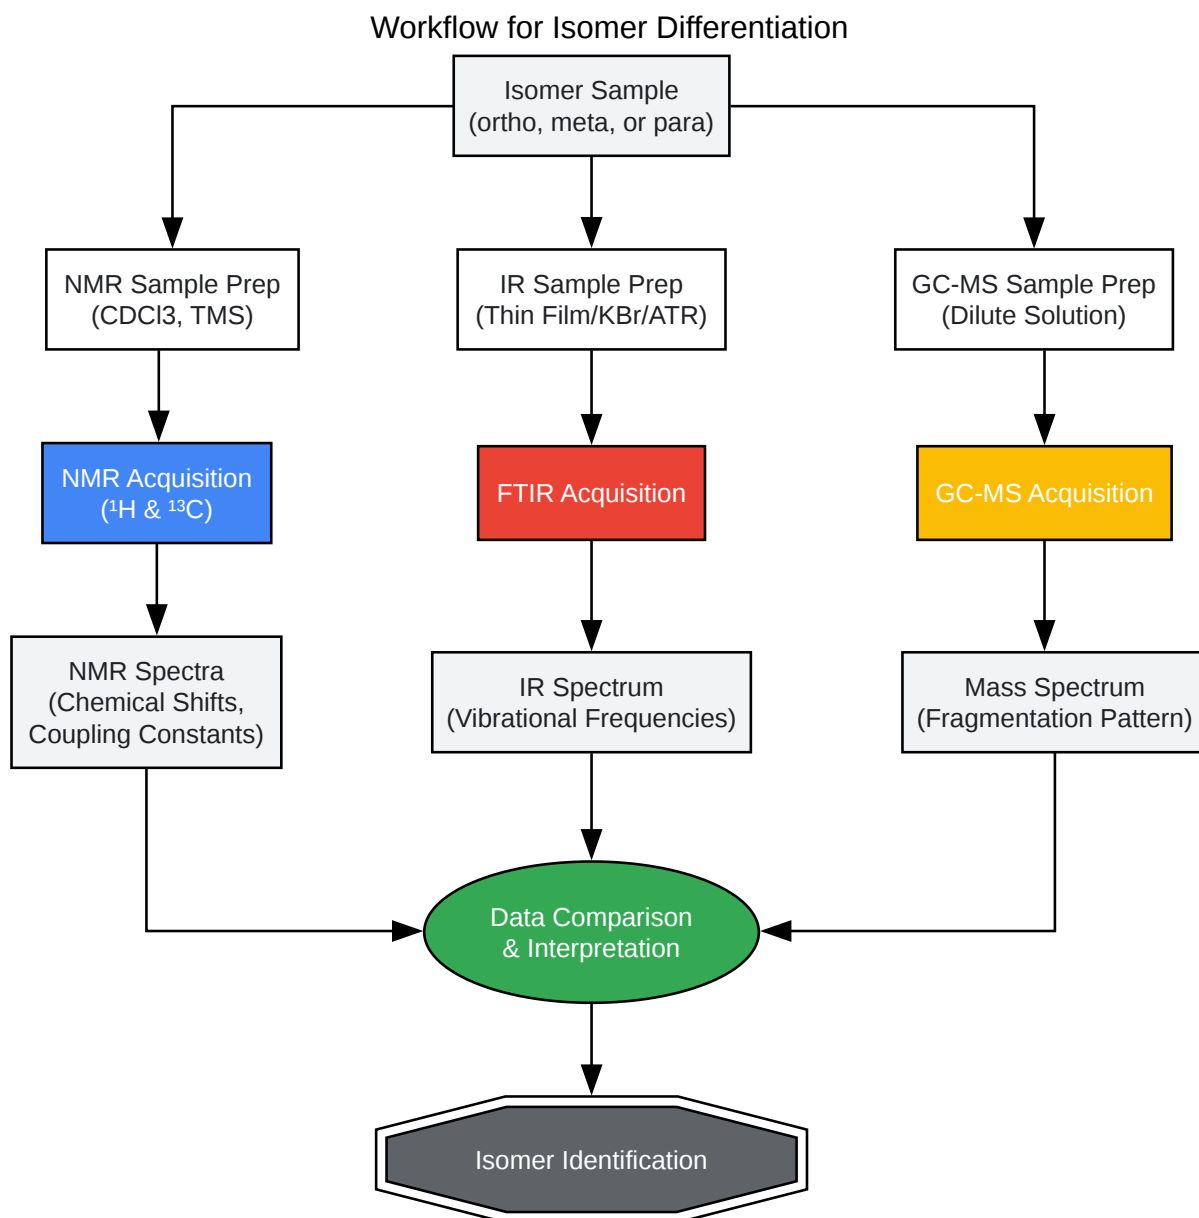 Workflow for Isomer Differentiation
Isomer Sample
(ortho, meta, or para)
NMR Sample Prep
(CDCl3, TMS)
IR Sample Prep
(Thin Film/KBr/ATR)
GC-MS Sample Prep
(Dilute Solution)
NMR Acquisition
(¹H & ¹³C)
FTIR Acquisition
GC-MS Acquisition
NMR Spectra
(Chemical Shifts,
Coupling Constants)
IR Spectrum
(Vibrational Frequencies)
Mass Spectrum
(Fragmentation Pattern)
Data Comparison
& Interpretation
Isomer Identification